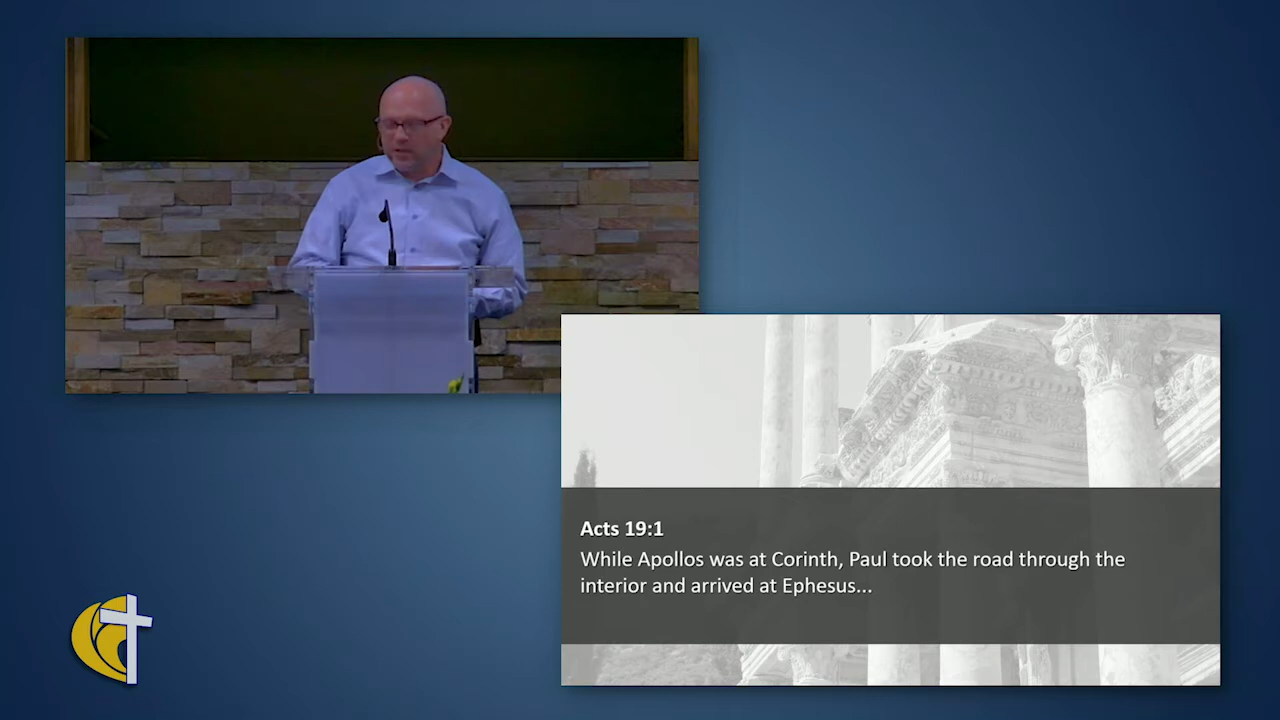 Acts 19:1
While Apollos was at Corinth, Paul took the road through the
interior and arrived at Ephesus...